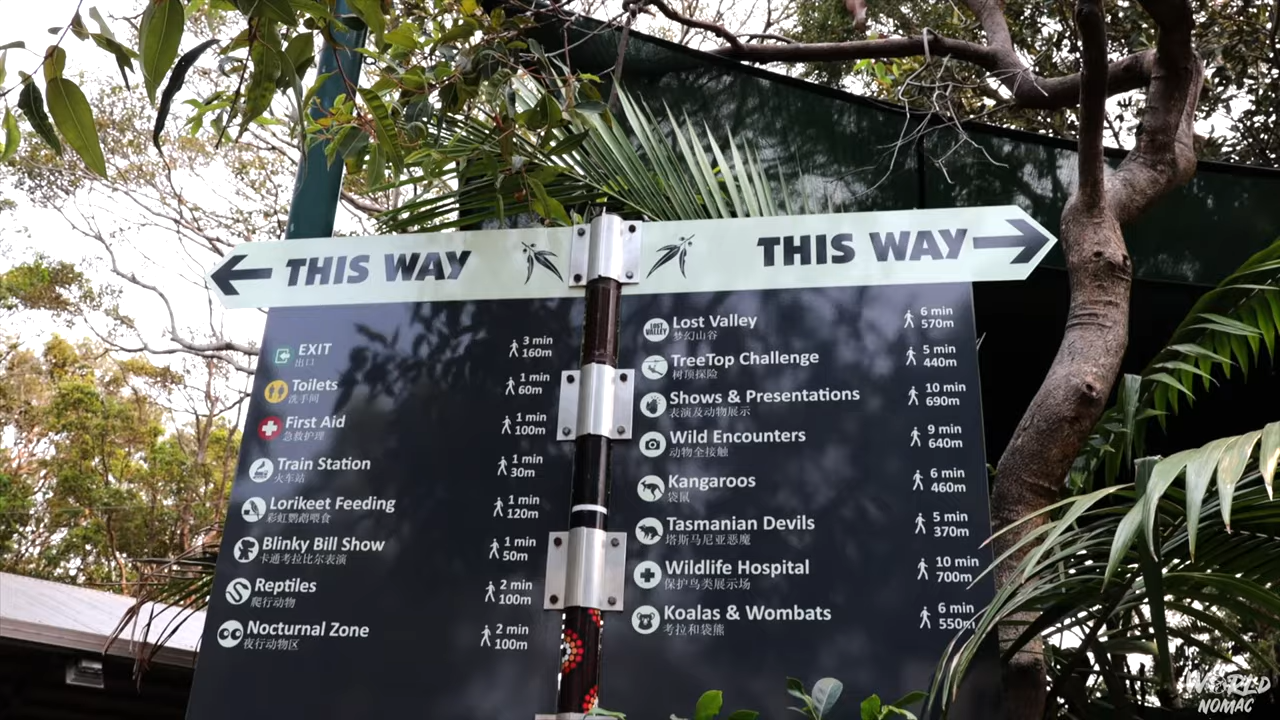 THIS WAY
EXIT
出口
3 min
160m
Toilets
洗手间
1 min
60m
First Aid
急救护理
1 min
100m
Train Station
火车站
1 min
30m
Lorikeet Feeding
彩虹鹦鹉喂食
1 min
120m
Blinky Bill Show
卡通考拉比尔表演
1 min
50m
Reptiles
爬行动物
2 min
100m
Nocturnal Zone
夜行动物区
2 min
100m
THIS WAY
LOST VALLEY
Lost Valley
梦幻山谷
6 min
570m
TreeTop Challenge
树顶探险
5 min
440m
Shows & Presentations
表演及动物展示
10 min
690m
Wild Encounters
动物全接触
9 min
640m
Kangaroos
袋鼠
6 min
460m
Tasmanian Devils
塔斯马尼亚恶魔
5 min
370m
Wildlife Hospital
保护鸟类展示场
10 min
700m
Koalas & Wombats
考拉和袋熊
6 min
550m
WORLD
NOMAC